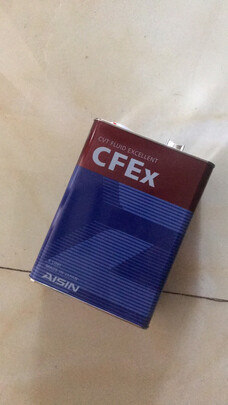 CVT FLUID EXCELLENT
CFEx
AISIN